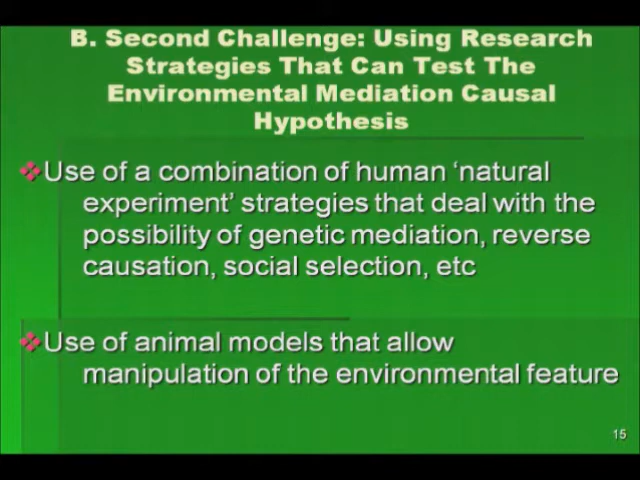 B. Second Challenge: Using Research
Strategies That Can Test The
Environmental Mediation Causal
Hypothesis
Use of a combination of human ‘natural
experiment’ strategies that deal with the
possibility of genetic mediation, reverse
causation, social selection, etc
Use of animal models that allow
manipulation of the environmental feature
15